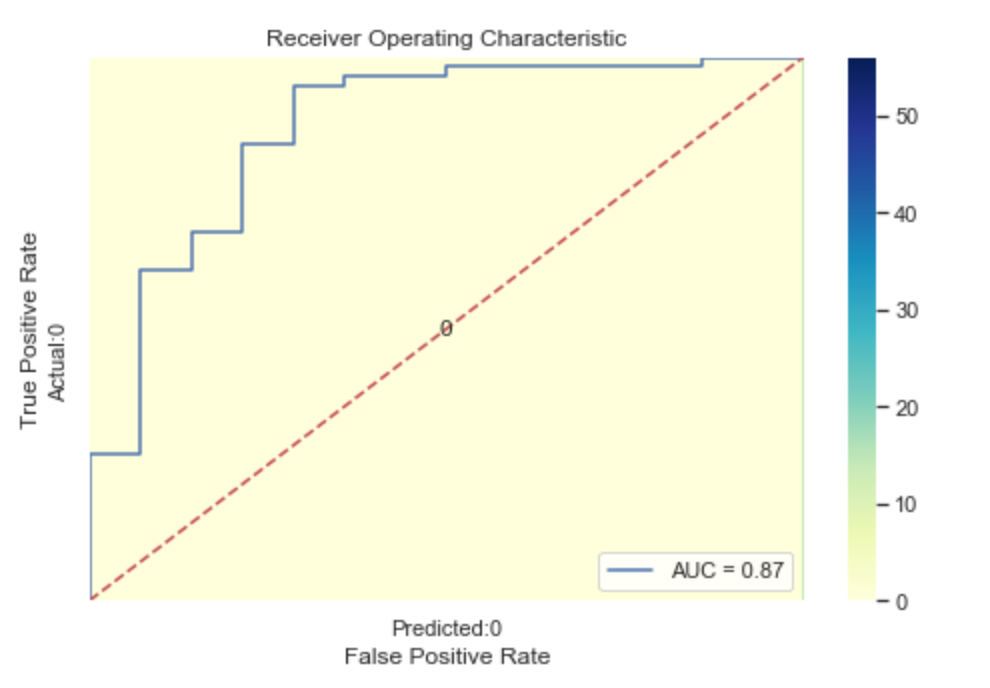 Receiver Operating Characteristic
True Positive Rate
Actual:0
0
AUC = 0.87
Predicted:0
False Positive Rate
50
40
30
20
10
0